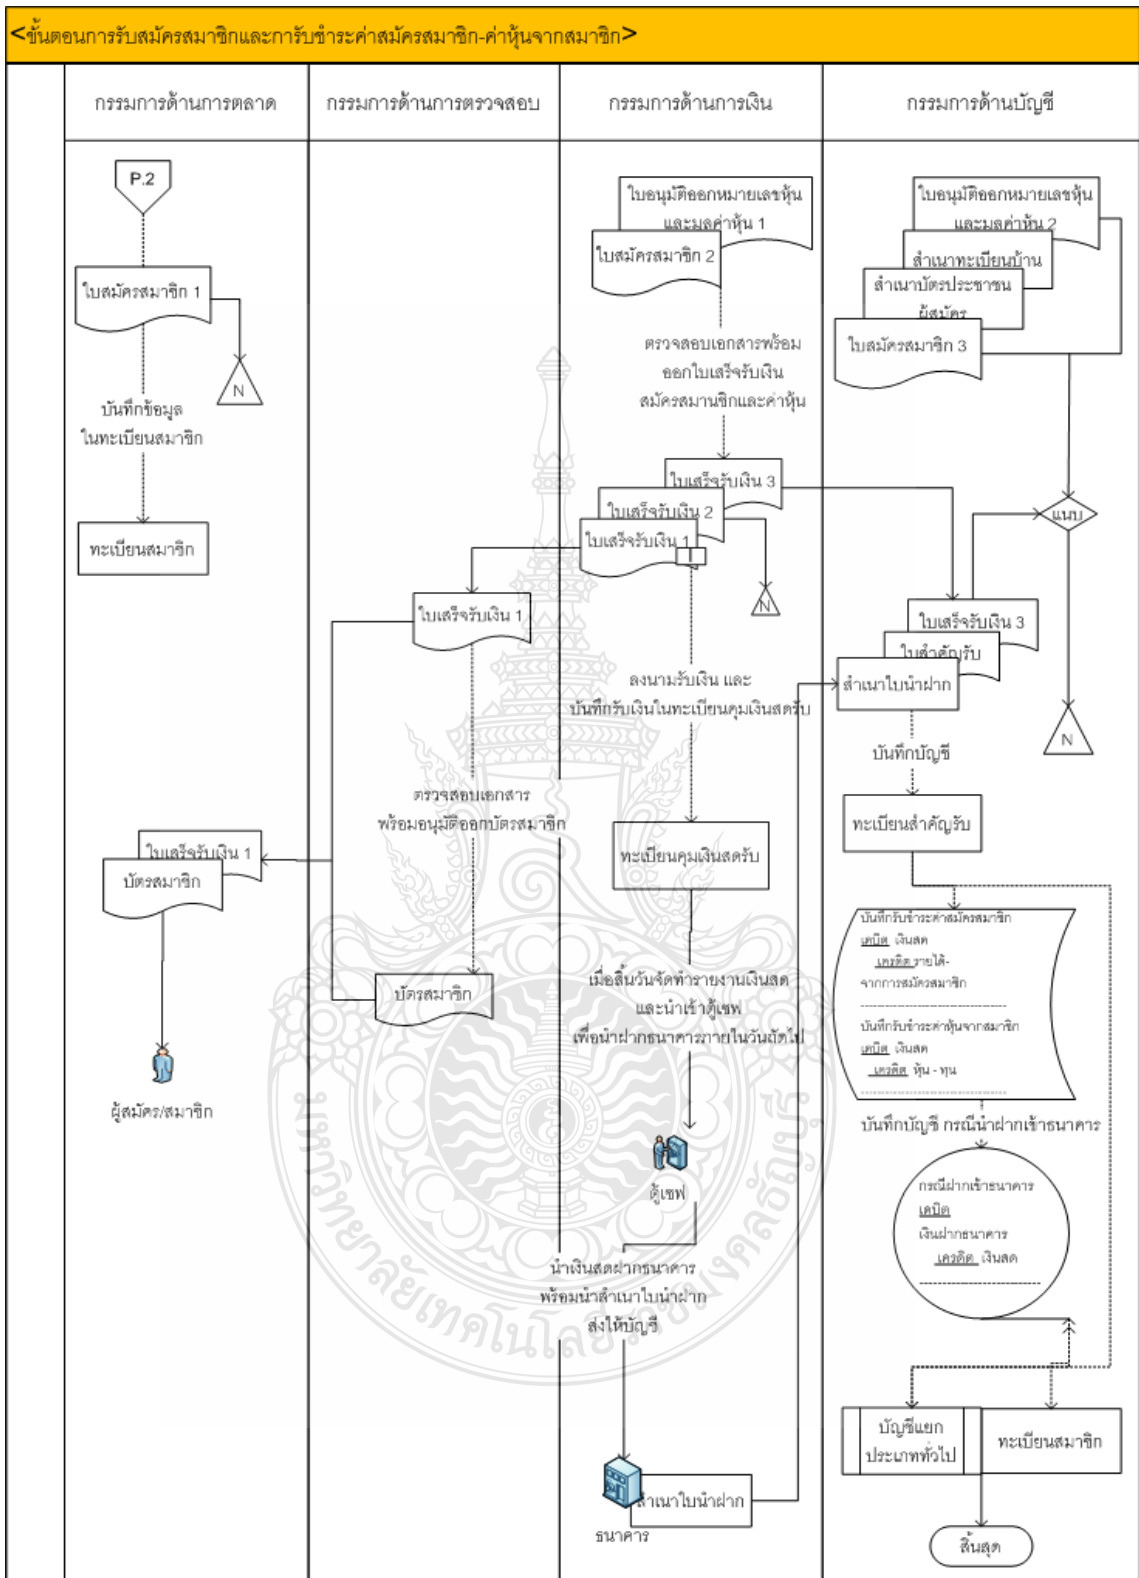 <ขั้นตอนการรับสมัครสมาชิกและการับชำระค่าสมัครสมาชิก-ค่าหุ้นจากสมาชิก>
กรรมการด้านการตลาด
กรรมการด้านการตรวจสอบ
กรรมการด้านการเงิน
กรรมการด้านบัญชี
P.2
ใบสมัครสมาชิก 1
N
บันทึกข้อมูล
ในทะเบียนสมาชิก
ทะเบียนสมาชิก
ใบเสร็จรับเงิน 1
บัตรสมาชิก
ผู้สมัคร/สมาชิก
ใบเสร็จรับเงิน 1
ตรวจสอบเอกสาร
พร้อมอนุมัติออกบัตรสมาชิก
บัตรสมาชิก
ใบอนุมัติออกหมายเลขหุ้น
และมูลค่าหุ้น 1
ใบสมัครสมาชิก 2
ตรวจสอบเอกสารพร้อม
ออกใบเสร็จรับเงิน
สมัครสมานชิกและค่าหุ้น
ใบเสร็จรับเงิน 3
ใบเสร็จรับเงิน 2
ใบเสร็จรับเงิน 1
N
ลงนามรับเงิน และ
บันทึกรับเงินในทะเบียนคุมเงินสดรับ
ทะเบียนคุมเงินสดรับ
เมื่อสิ้นวันจัดทำรายงานเงินสด
และนำเข้าตู้เซฟ
เพื่อนำฝากธนาคารภายในวันถัดไป
ตู้เซฟ
นำเงินสดฝากธนาคาร
พร้อมนำสำเนาใบนำฝาก
ส่งให้บัญชี
สำเนาใบนำฝาก
ธนาคาร
ใบอนุมัติออกหมายเลขหุ้น
และมูลค่าหุ้น 2
สำเนาทะเบียนบ้าน
สำเนาบัตรประชาชน
ผู้สมัคร
ใบสมัครสมาชิก 3
แนบ
ใบเสร็จรับเงิน 3
ใบสำคัญรับ
สำเนาใบนำฝาก
N
บันทึกบัญชี
ทะเบียนสำคัญรับ
บันทึกรับชำระค่าสมัครสมาชิก
เดบิต เงินสด
เครดิต รายได้-
จากการสมัครสมาชิก
บันทึกรับชำระค่าหุ้นจากสมาชิก
เดบิต เงินสด
เครดิต หุ้น - ทุน
บันทึกบัญชี กรณีนำฝากเข้าธนาคาร
กรณีฝากเข้าธนาคาร
เดบิต
เงินฝากธนาคาร
เครดิต เงินสด
บัญชีแยก
ประเภททั่วไป
ทะเบียนสมาชิก
สิ้นสุด
มหาวิทยาลัยเทคโนโลยีราชมงคลธัญบุรี